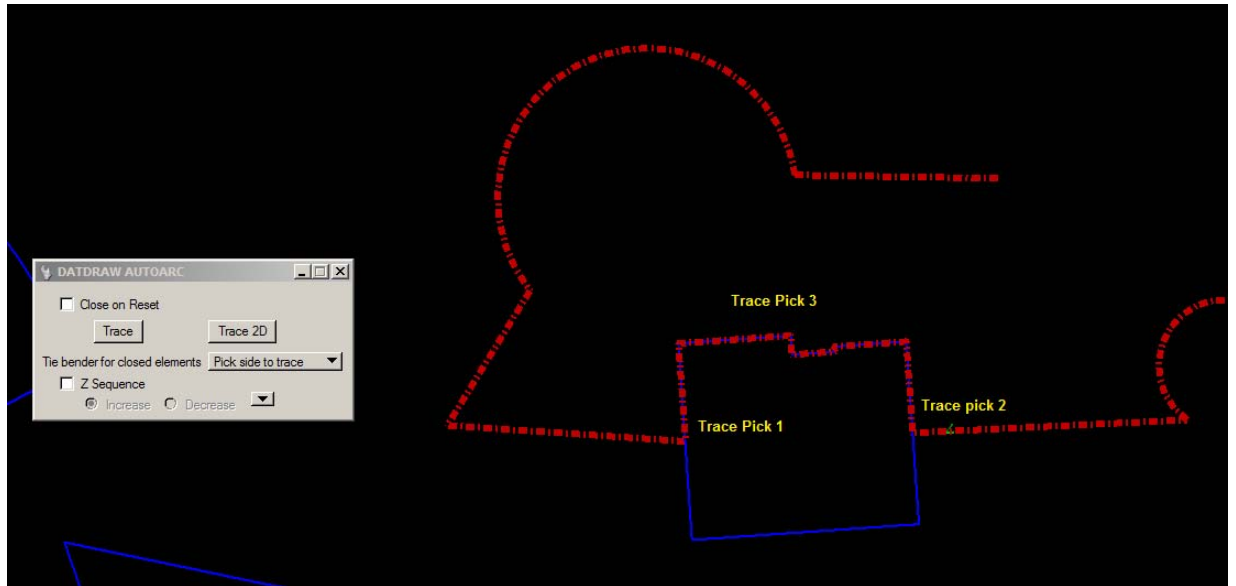 DATDRAW AUTOARC
Close on Reset
Trace
Trace 2D
Tie bender for closed elements
Pick side to trace
Z Sequence
Increase
Decrease
Trace Pick 3
Trace Pick 1
Trace pick 2